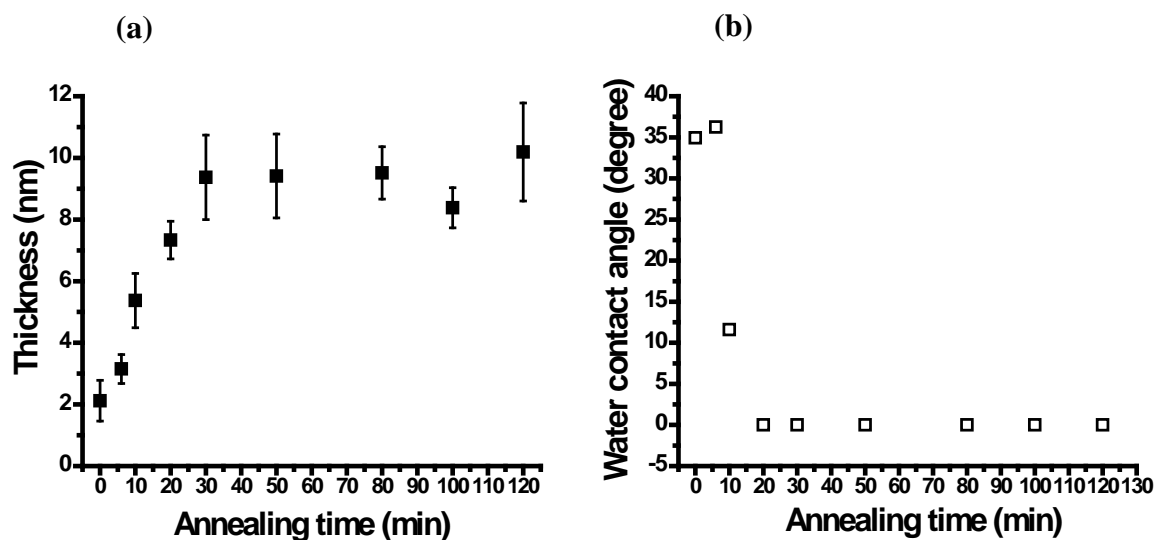 (a)
(b)
Thickness (nm)
12
10
8
6
4
2
0
0 10 20 30 40 50 60 70 80 90 100 110 120
Annealing time (min)
Water contact angle (degree)
40
35
30
25
20
15
10
5
0
-5
0 10 20 30 40 50 60 70 80 90 100 110 120 130
Annealing time (min)